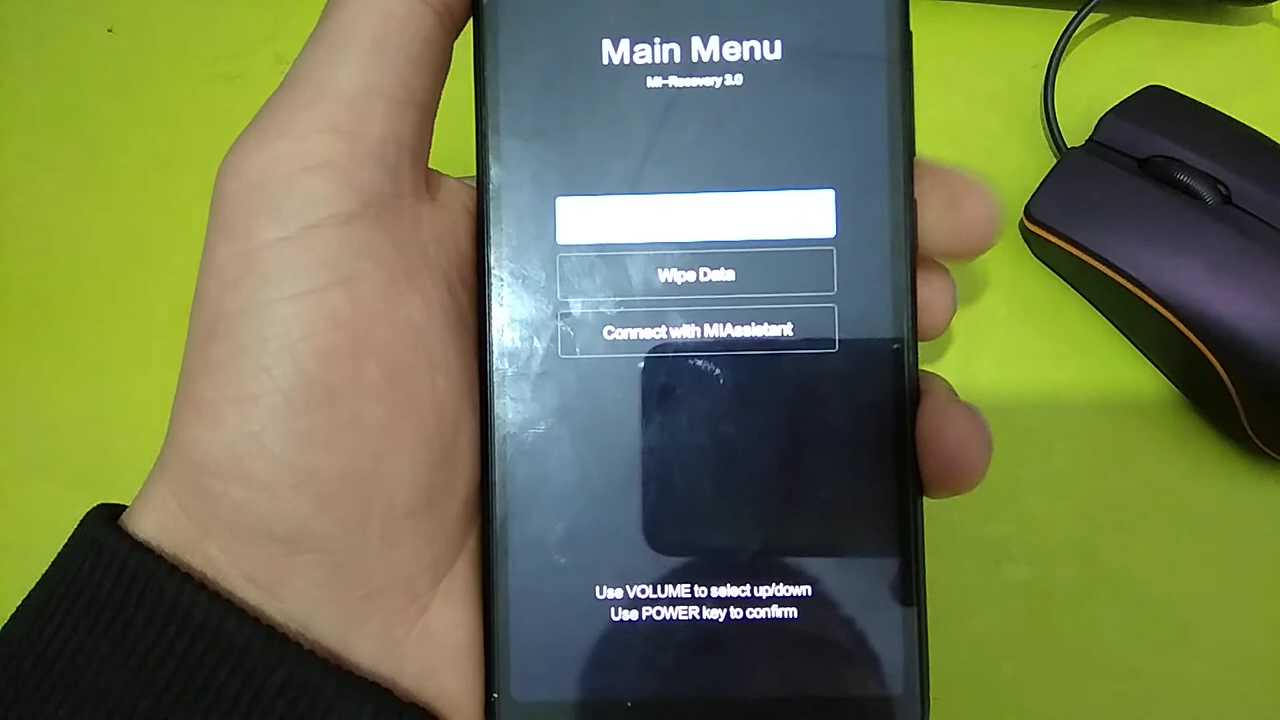 Main Menu
Mi-Recovery 3.0
Wipe Data
Connect with MIAssistant
Use VOLUME to select up/down
Use POWER key to confirm